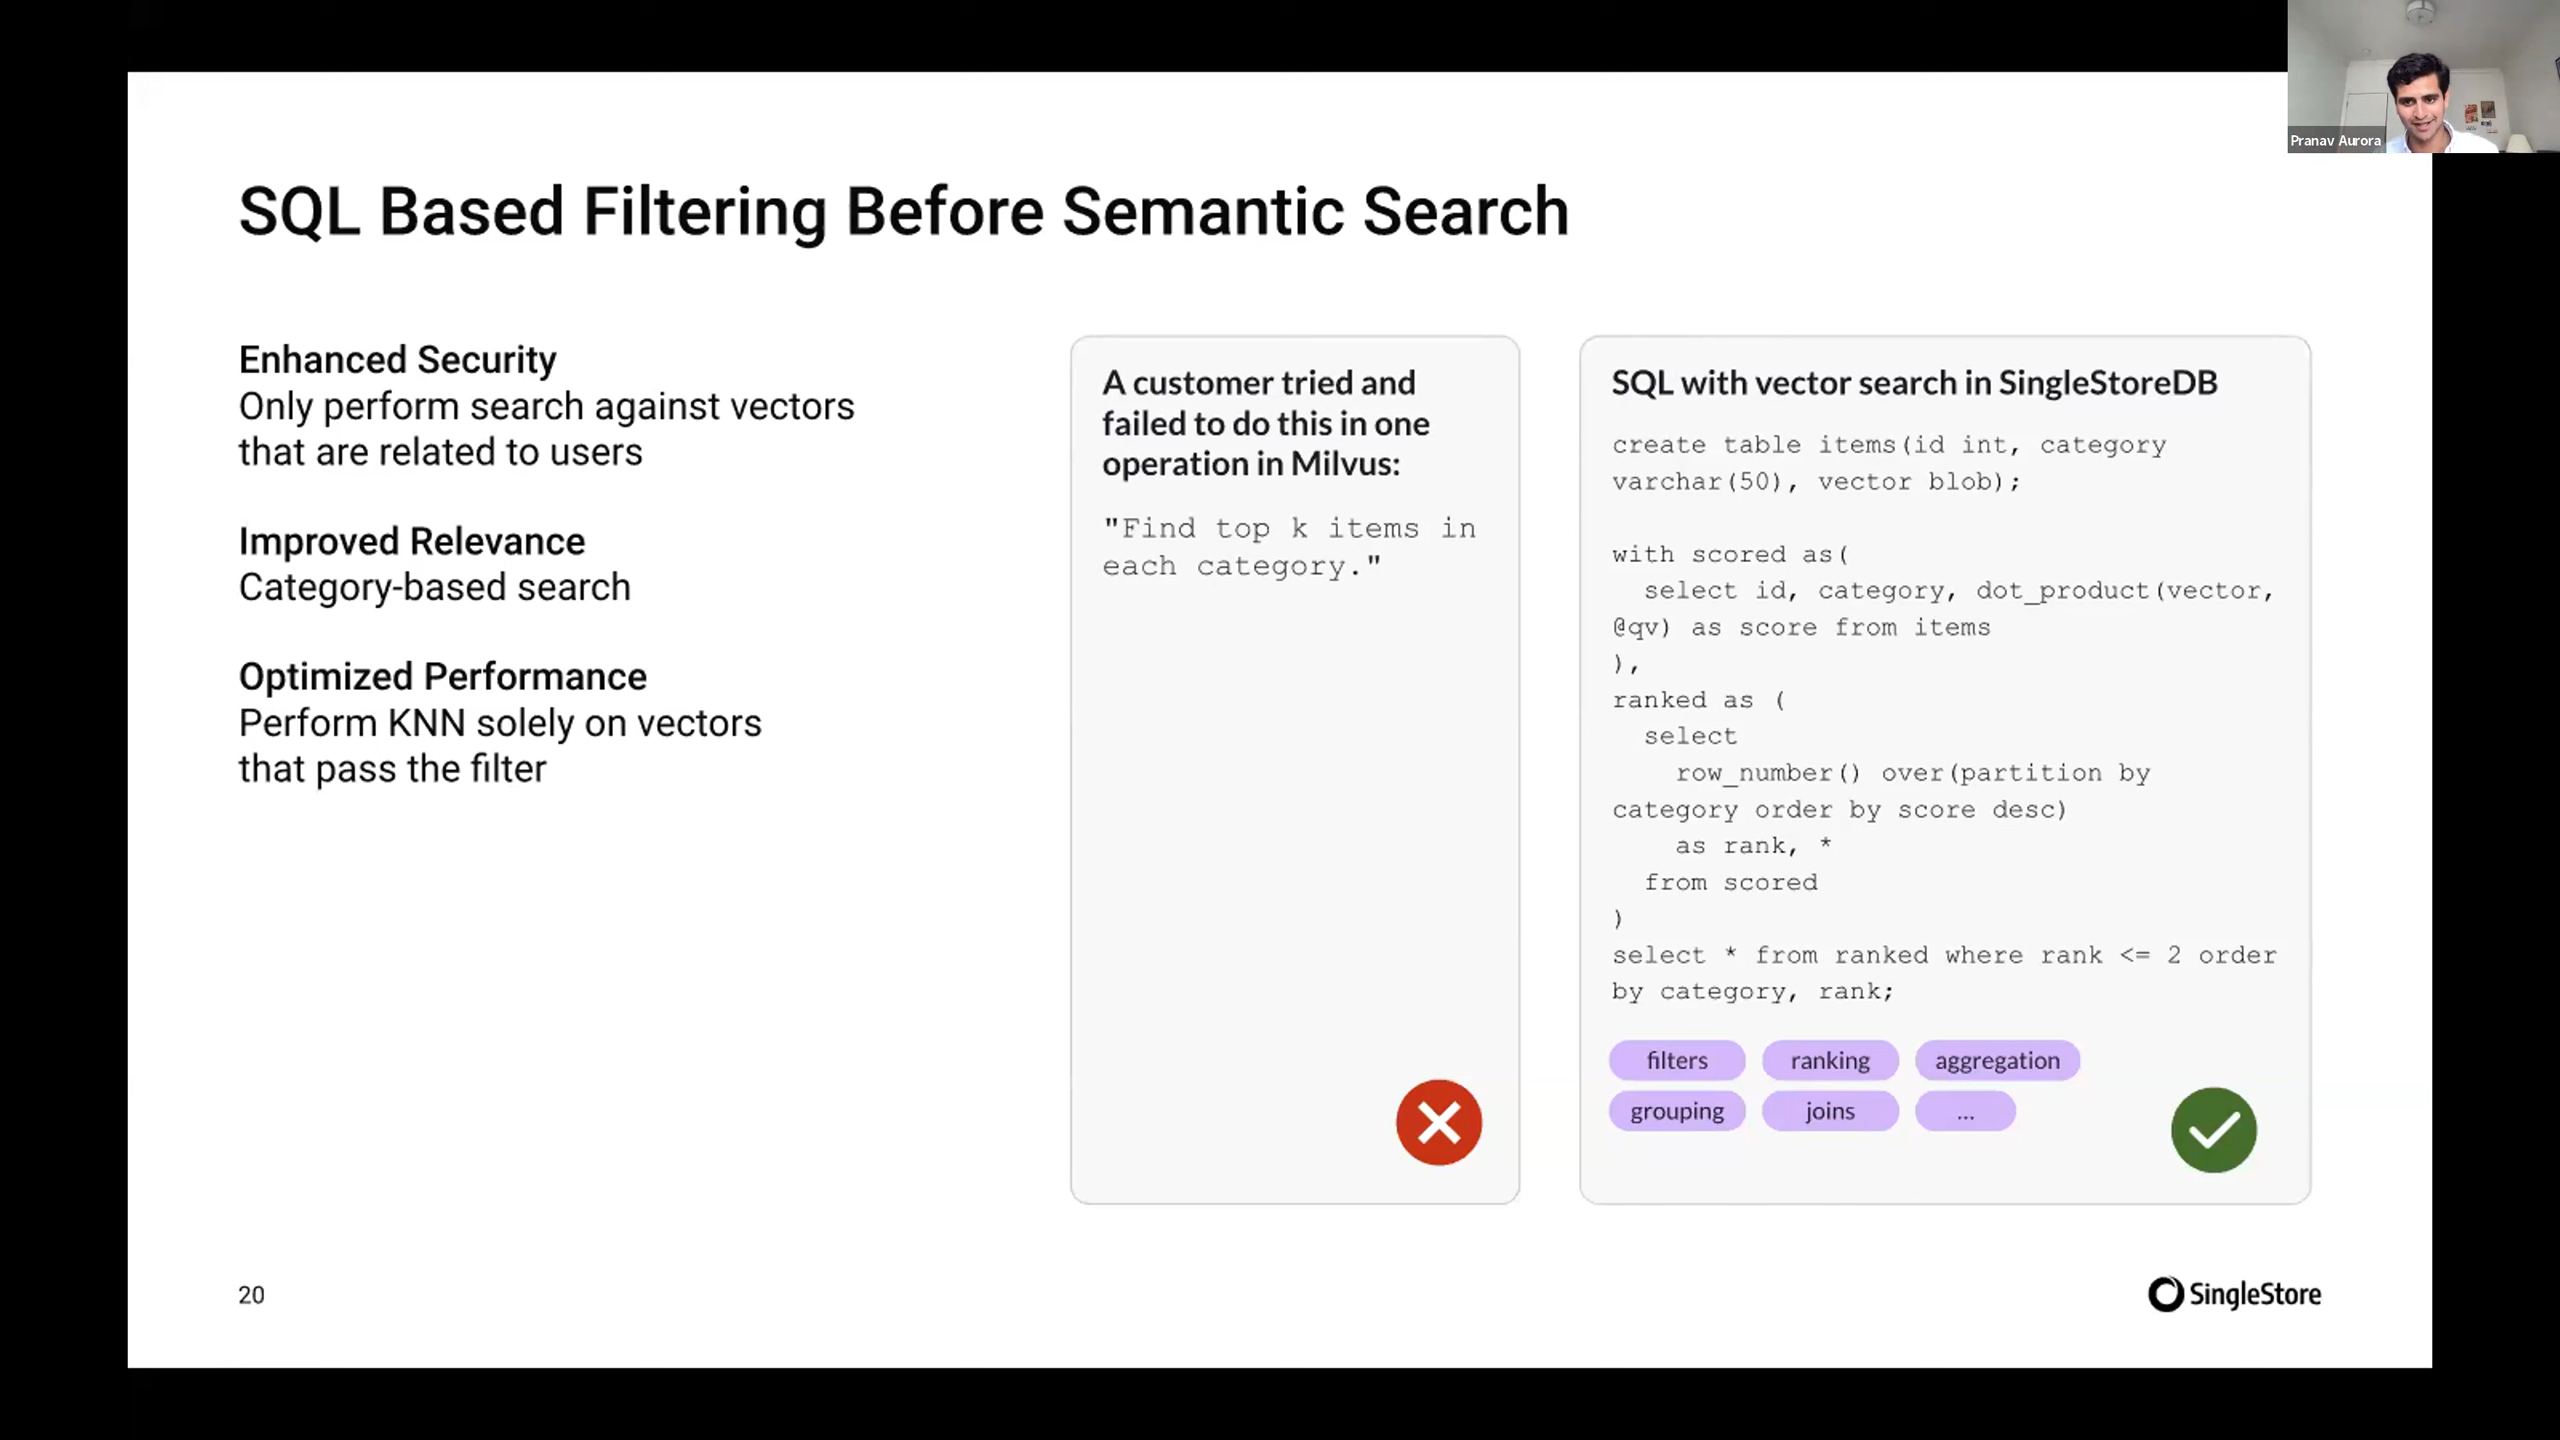 Pranav Aurora
SQL Based Filtering Before Semantic Search
Enhanced Security
Only perform search against vectors
that are related to users
Improved Relevance
Category-based search
Optimized Performance
Perform KNN solely on vectors
that pass the filter
A customer tried and
failed to do this in one
operation in Milvus:
"Find top k items in
each category."
SQL with vector search in SingleStoreDB
create table items(id int, category
varchar(50), vector blob);
with scored as(
select id, category, dot_product(vector,
@qv) as score from items
),
ranked as (
select
row_number() over(partition by
category order by score desc)
as rank, *
from scored
)
select * from ranked where rank <= 2 order
by category, rank;
filters ranking aggregation
grouping joins ...
20
SingleStore